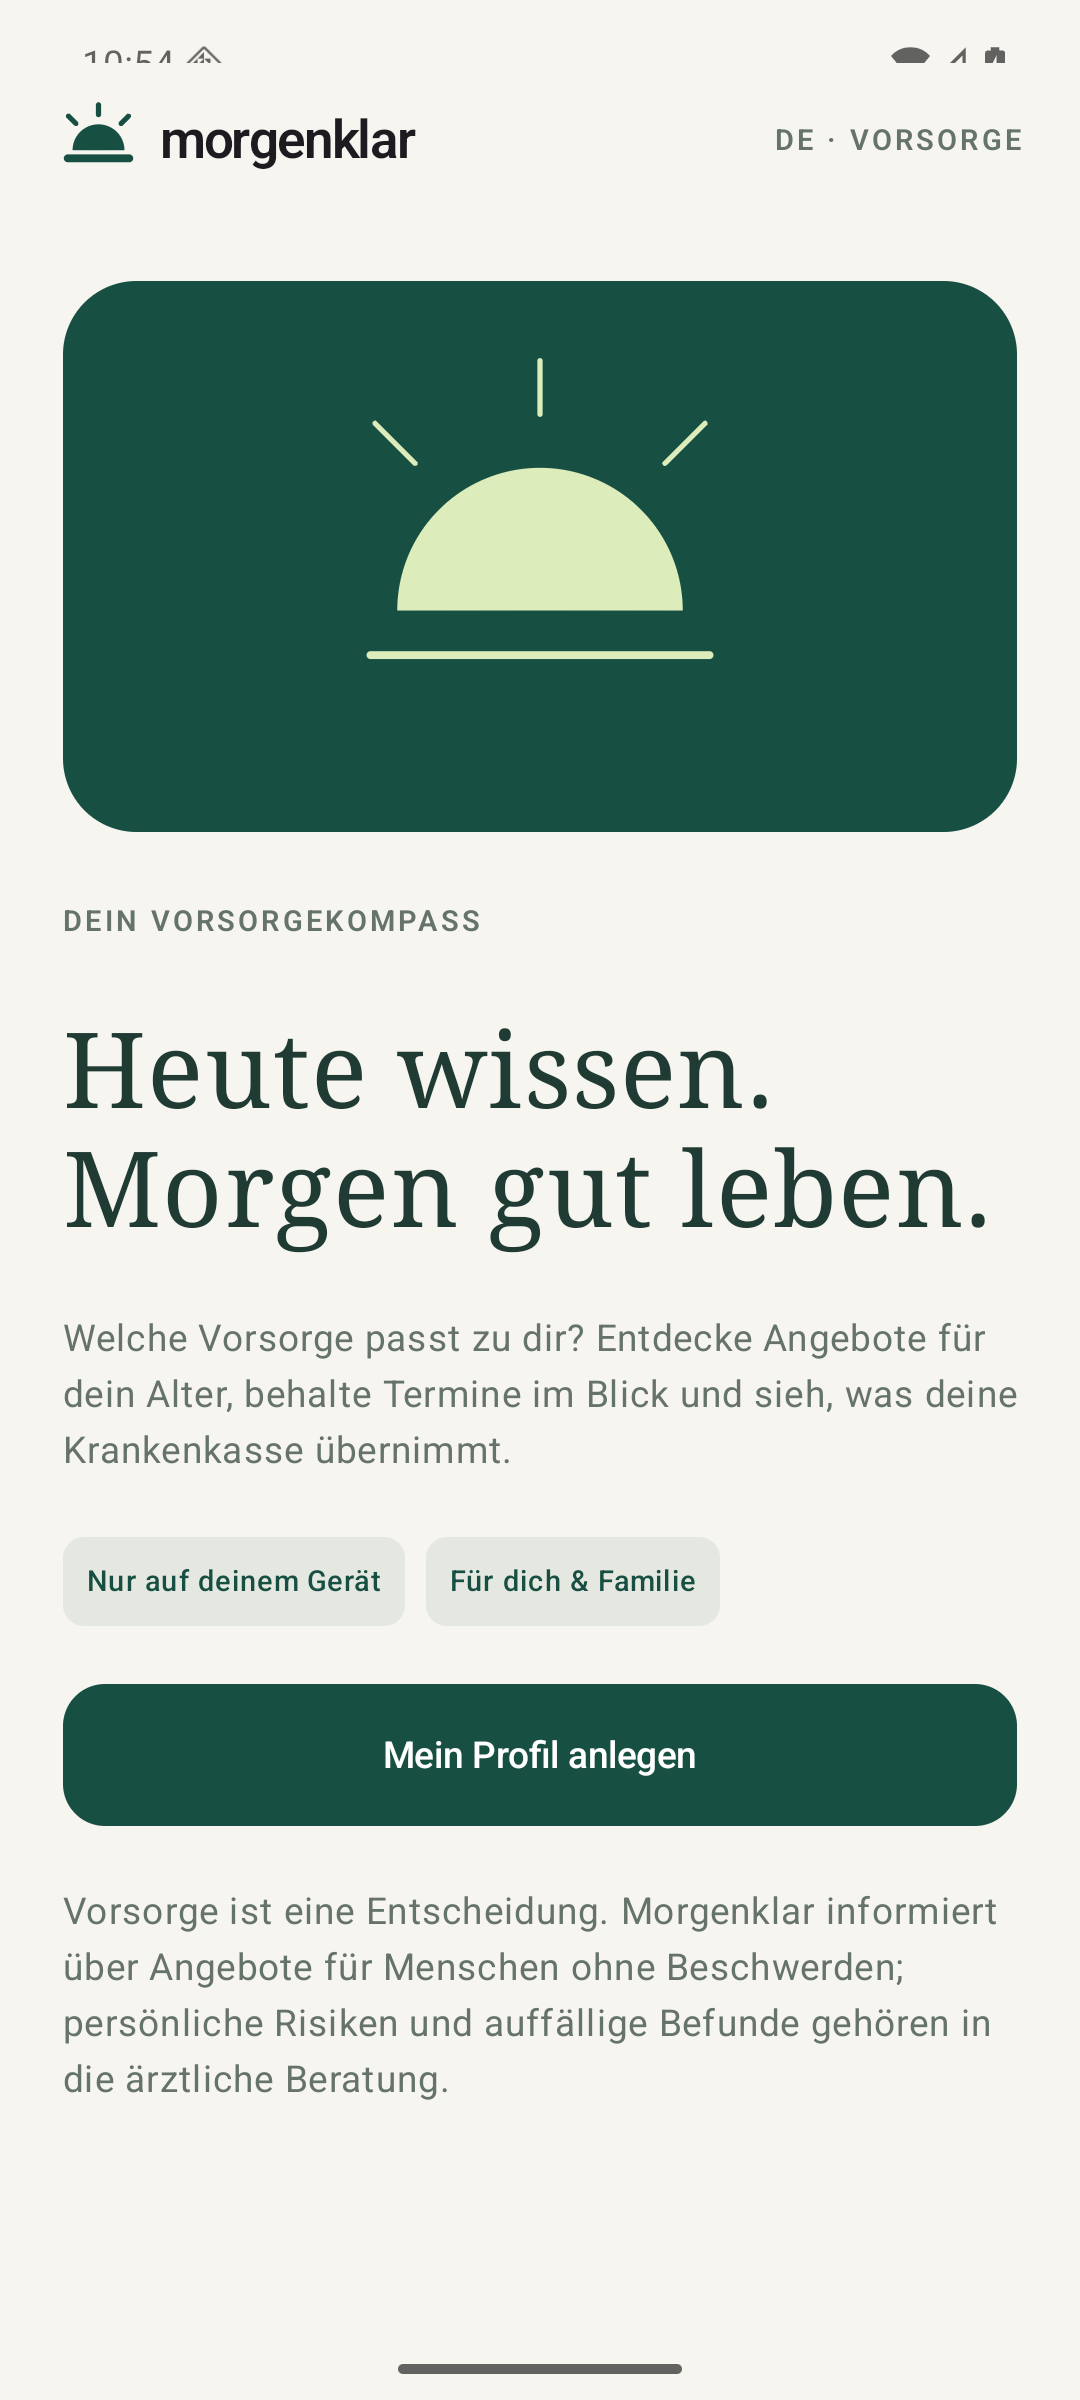 10:54
morgenklar
DE · VORSORGE
DEIN VORSORGEKOMPASS
Heute wissen.
Morgen gut leben.
Welche Vorsorge passt zu dir? Entdecke Angebote für
dein Alter, behalte Termine im Blick und sieh, was deine
Krankenkasse übernimmt.
Nur auf deinem Gerät
Für dich & Familie
Mein Profil anlegen
Vorsorge ist eine Entscheidung. Morgenklar informiert
über Angebote für Menschen ohne Beschwerden;
persönliche Risiken und auffällige Befunde gehören in
die ärztliche Beratung.